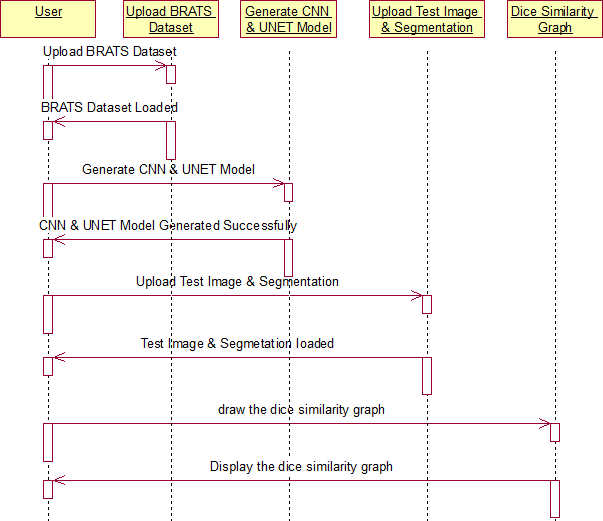 User
Upload BRATS
Dataset
Generate CNN
& UNET Model
Upload Test Image
& Segmentation
Dice Similarity
Graph
Upload BRATS Dataset
BRATS Dataset Loaded
Generate CNN & UNET Model
CNN & UNET Model Generated Successfully
Upload Test Image & Segmentation
Test Image & Segmetation loaded
draw the dice similarity graph
Display the dice similarity graph